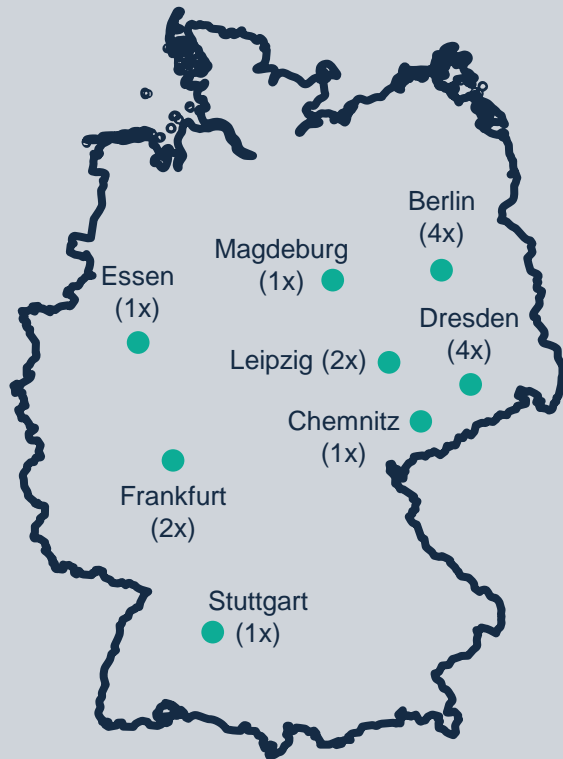 Berlin
(4x)
Magdeburg
(1x)
Essen
(1x)
Dresden
(4x)
Leipzig (2x)
Chemnitz
(1x)
Frankfurt
(2x)
Stuttgart
(1x)